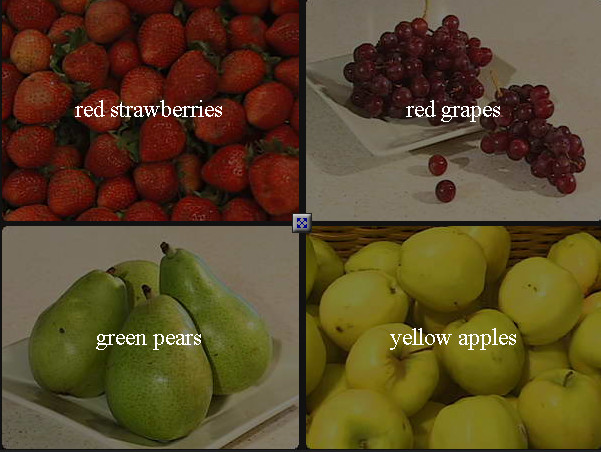 red strawberries
red grapes
green pears
yellow apples